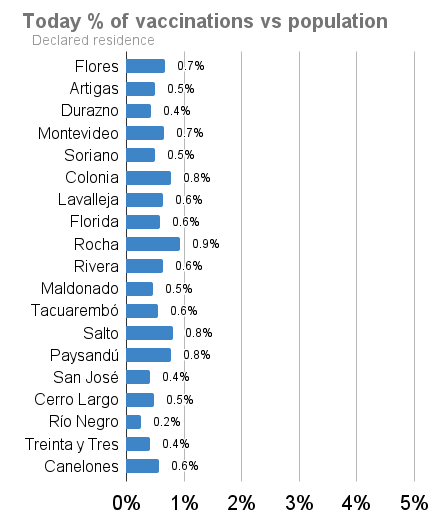 Today % of vaccinations vs population
Declared residence
Flores 0.7%
Artigas 0.5%
Durazno 0.4%
Montevideo 0.7%
Soriano 0.5%
Colonia 0.8%
Lavalleja 0.6%
Florida 0.6%
Rocha 0.9%
Rivera 0.6%
Maldonado 0.5%
Tacuarembó 0.6%
Salto 0.8%
Paysandú 0.8%
San José 0.4%
Cerro Largo 0.5%
Río Negro 0.2%
Treinta y Tres 0.4%
Canelones 0.6%
0% 1% 2% 3% 4% 5%